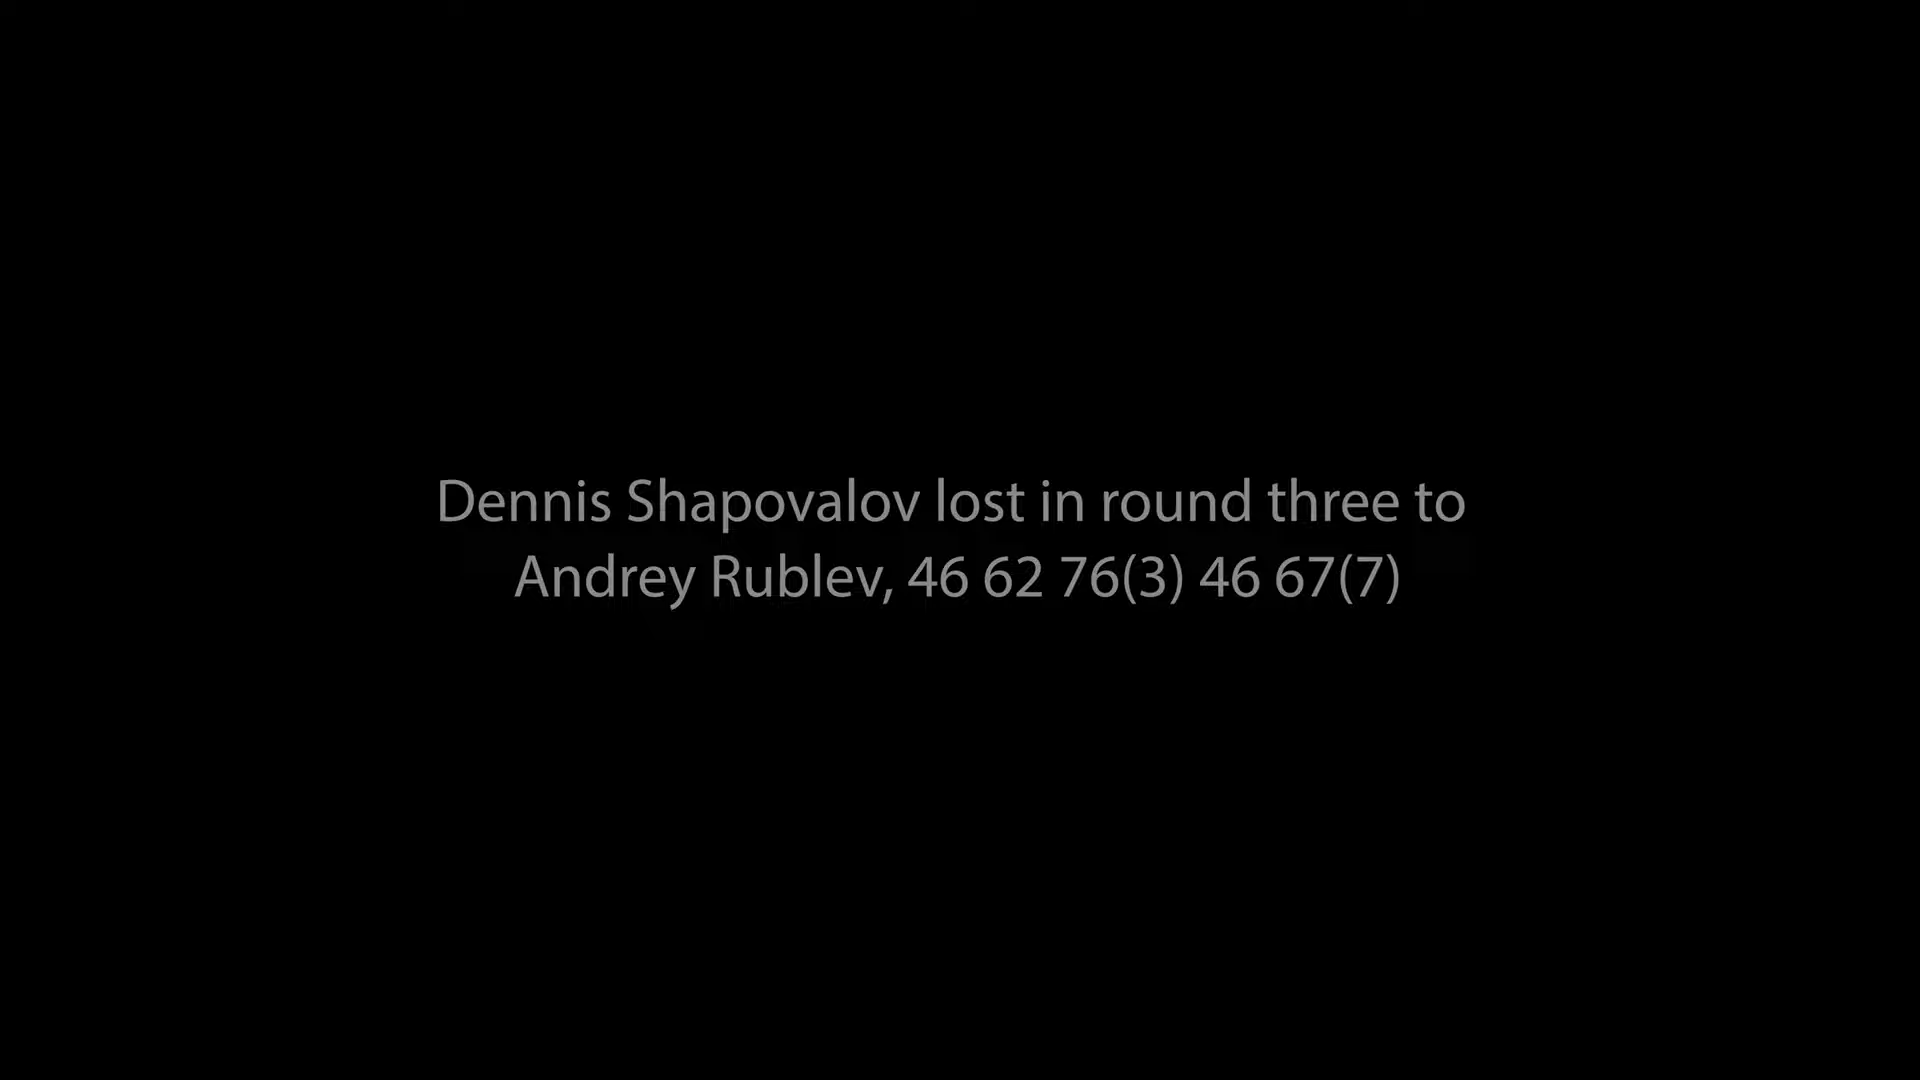 Dennis Shapovalov lost in round three to
Andrey Rublev, 46 62 76(3) 46 67(7)